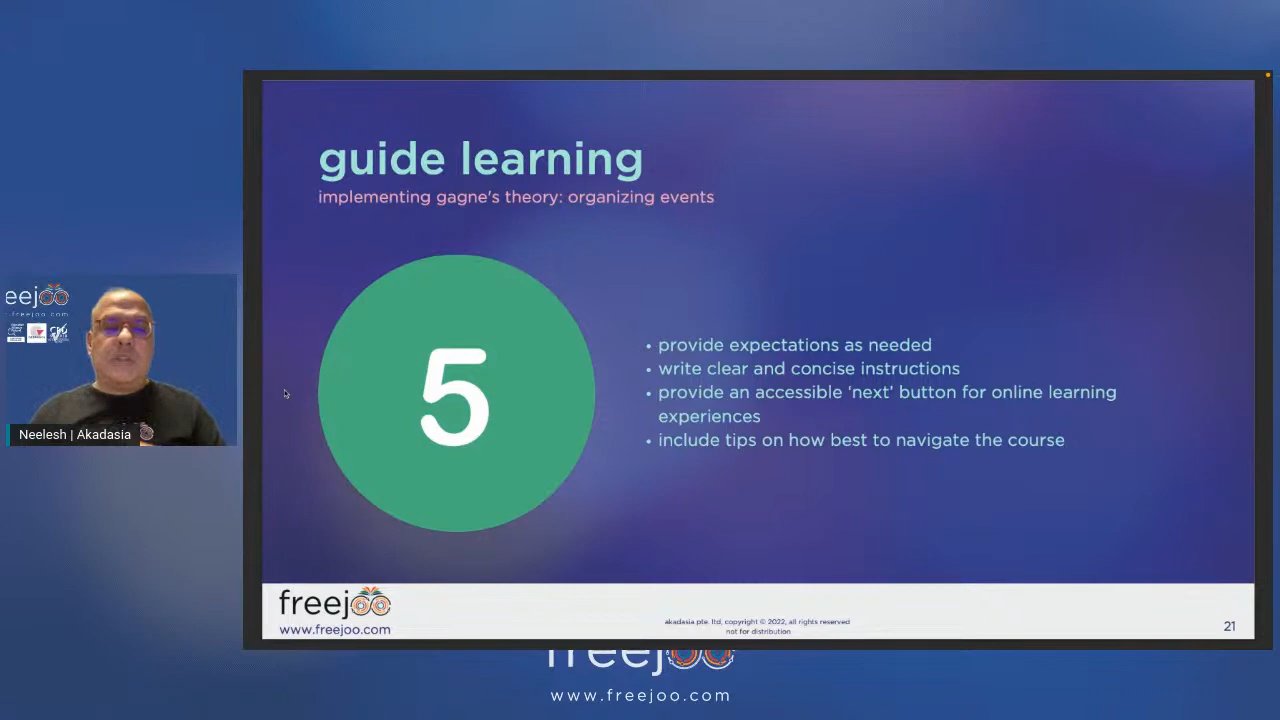 guide learning
implementing gagne's theory: organizing events
5
• provide expectations as needed
• write clear and concise instructions
• provide an accessible ‘next’ button for online learning
experiences
• include tips on how best to navigate the course
eejoo
.freejoo.com
Neelesh | Akadasia
freejoo
www.freejoo.com
akadasia pte. ltd, copyright © 2022, all rights reserved
not for distribution
21
freejoo
www.freejoo.com